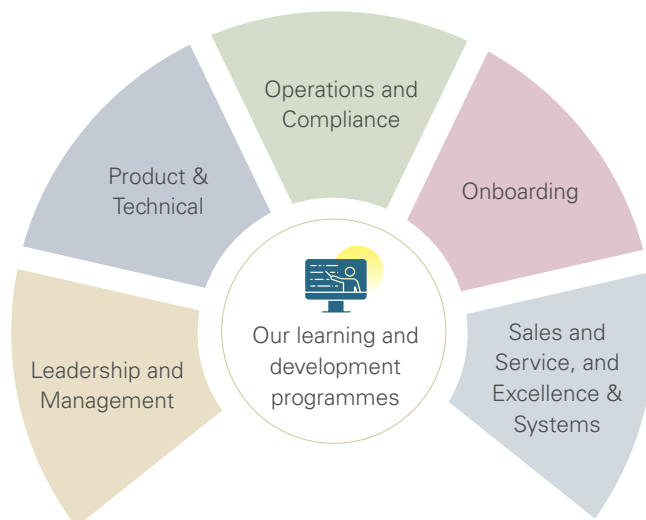 Operations and
Compliance
Product &
Technical
Onboarding
Leadership and
Management
Sales and
Service, and
Excellence &
Systems
Our learning and
development
programmes